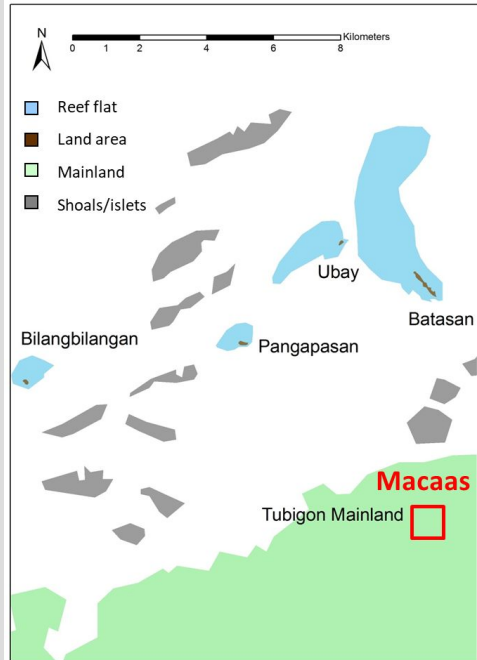 N
Kilometers
0 1 2 4 6 8
Reef flat
Land area
Mainland
Shoals/islets
Ubay
Batasan
Bilangbilangan
Pangapasan
Macaas
Tubigon Mainland